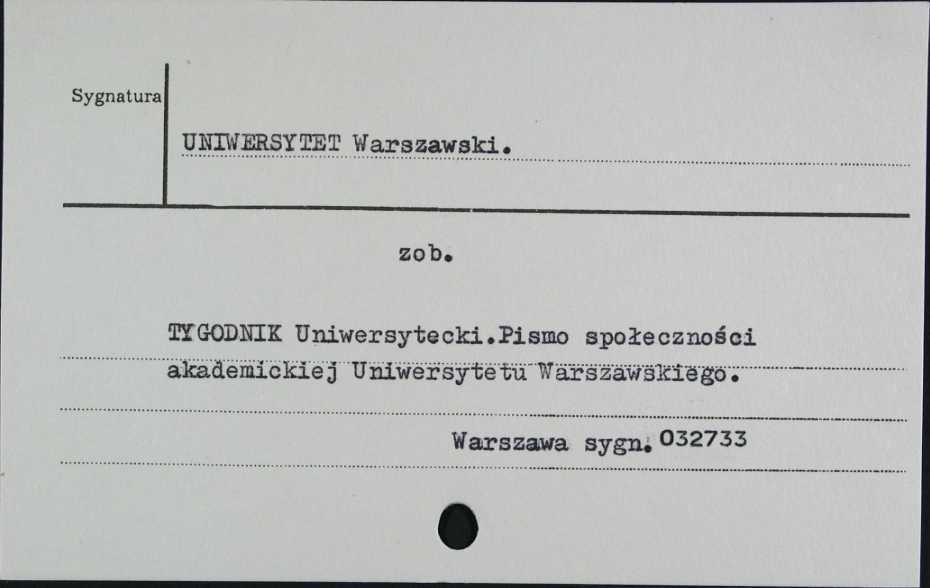 Sygnatura
UNIWERSYTET Warszawski.
zob.
TYGODNIK Uniwersytecki.Pismo społeczności
akademickiej Uniwersytetu Warszawskiego.
Warszawa sygn. 032733